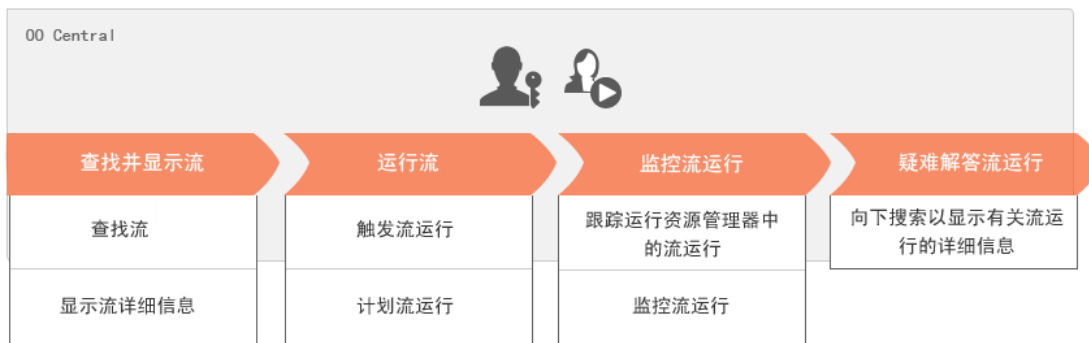 OO Central
查找并显示流
运行流
监控流运行
疑难解答流运行
查找流
触发流运行
跟踪运行资源管理器中
的流运行
向下搜索以显示有关流运
行的详细信息
显示流详细信息
计划流运行
监控流运行